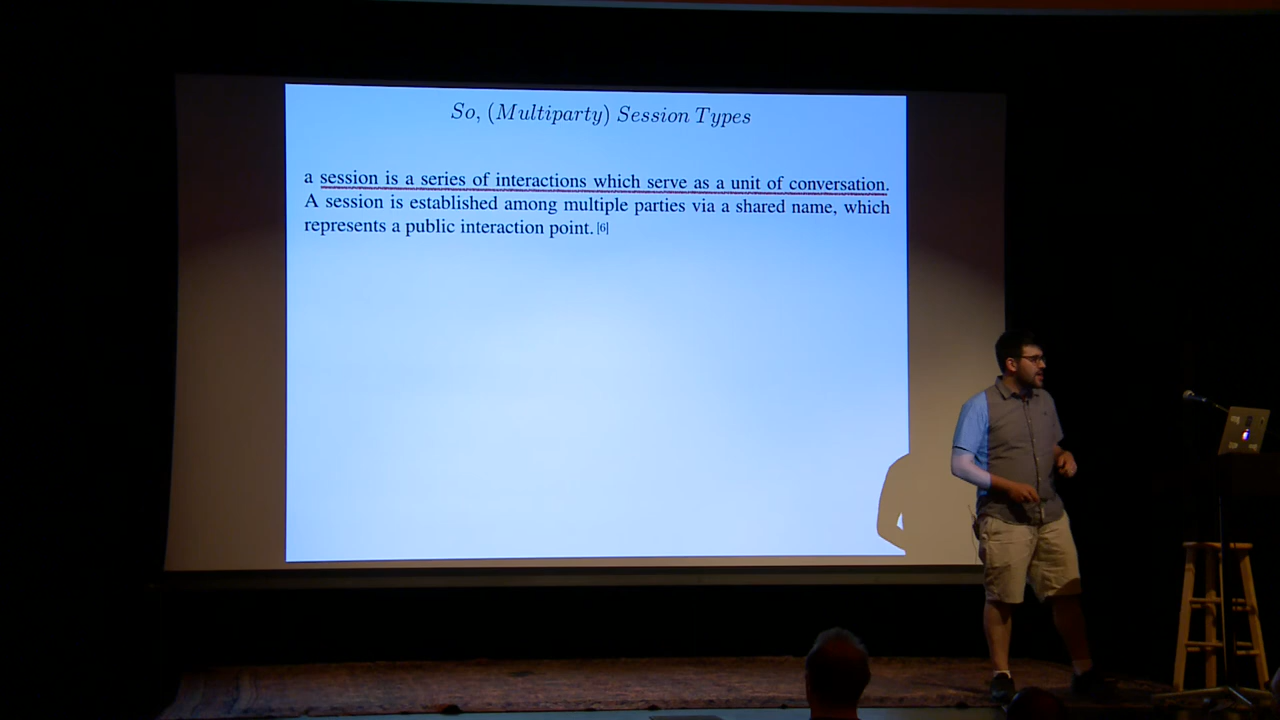 So, (Multiparty) Session Types
a session is a series of interactions which serve as a unit of conversation.
A session is established among multiple parties via a shared name, which
represents a public interaction point. [6]